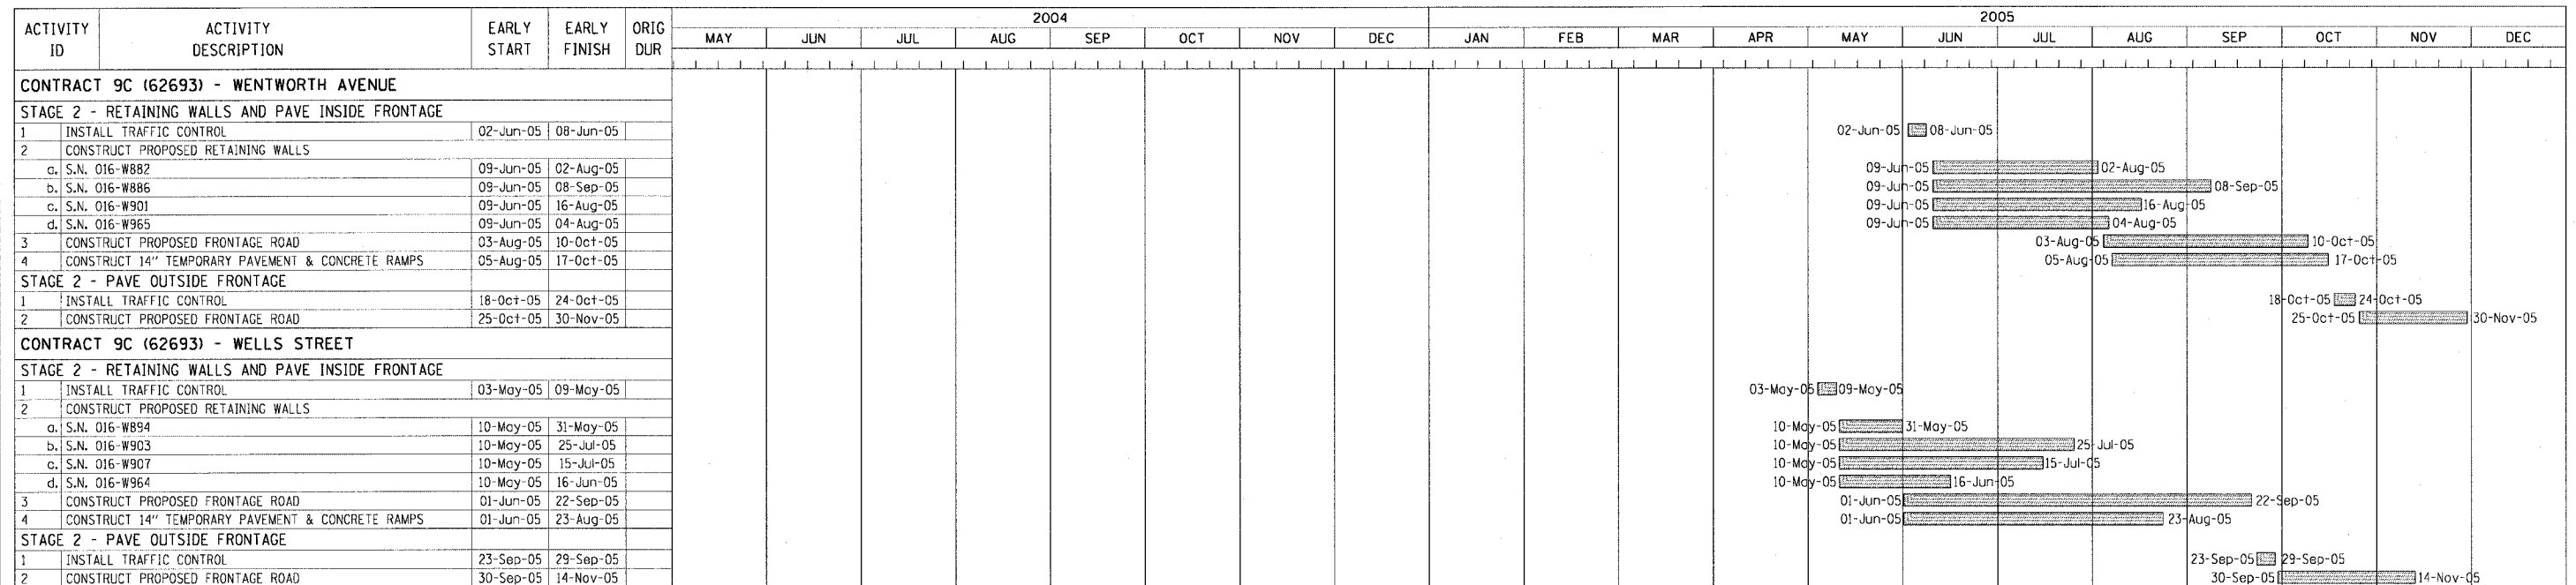 2004 2005
ACTIVITY ID ACTIVITY DESCRIPTION EARLY START EARLY FINISH ORIG DUR MAY JUN JUL AUG SEP OCT NOV DEC JAN FEB MAR APR MAY JUN JUL AUG SEP OCT NOV DEC
CONTRACT 9C (62693) - WENTWORTH AVENUE
STAGE 2 - RETAINING WALLS AND PAVE INSIDE FRONTAGE
1 INSTALL TRAFFIC CONTROL 02-Jun-05 08-Jun-05 02-Jun-05 08-Jun-05
2 CONSTRUCT PROPOSED RETAINING WALLS
a. S.N. 016-W882 09-Jun-05 02-Aug-05 09-Jun-05 02-Aug-05
b. S.N. 016-W886 09-Jun-05 08-Sep-05 09-Jun-05 08-Sep-05
c. S.N. 016-W901 09-Jun-05 16-Aug-05 09-Jun-05 16-Aug-05
d. S.N. 016-W965 09-Jun-05 04-Aug-05 09-Jun-05 04-Aug-05
3 CONSTRUCT PROPOSED FRONTAGE ROAD 03-Aug-05 10-Oct-05 03-Aug-05 10-Oct-05
4 CONSTRUCT 14" TEMPORARY PAVEMENT & CONCRETE RAMPS 05-Aug-05 17-Oct-05 05-Aug-05 17-Oct-05
STAGE 2 - PAVE OUTSIDE FRONTAGE
1 INSTALL TRAFFIC CONTROL 18-Oct-05 24-Oct-05 18-Oct-05 24-Oct-05
2 CONSTRUCT PROPOSED FRONTAGE ROAD 25-Oct-05 30-Nov-05 25-Oct-05 30-Nov-05
CONTRACT 9C (62693) - WELLS STREET
STAGE 2 - RETAINING WALLS AND PAVE INSIDE FRONTAGE
1 INSTALL TRAFFIC CONTROL 03-May-05 09-May-05 03-May-05 09-May-05
2 CONSTRUCT PROPOSED RETAINING WALLS
a. S.N. 016-W894 10-May-05 31-May-05 10-May-05 31-May-05
b. S.N. 016-W903 10-May-05 25-Jul-05 10-May-05 25-Jul-05
c. S.N. 016-W907 10-May-05 15-Jul-05 10-May-05 15-Jul-05
d. S.N. 016-W964 10-May-05 16-Jun-05 10-May-05 16-Jun-05
3 CONSTRUCT PROPOSED FRONTAGE ROAD 01-Jun-05 22-Sep-05 01-Jun-05 22-Sep-05
4 CONSTRUCT 14" TEMPORARY PAVEMENT & CONCRETE RAMPS 01-Jun-05 23-Aug-05 01-Jun-05 23-Aug-05
STAGE 2 - PAVE OUTSIDE FRONTAGE
1 INSTALL TRAFFIC CONTROL 23-Sep-05 29-Sep-05 23-Sep-05 29-Sep-05
2 CONSTRUCT PROPOSED FRONTAGE ROAD 30-Sep-05 14-Nov-05 30-Sep-05 14-Nov-05